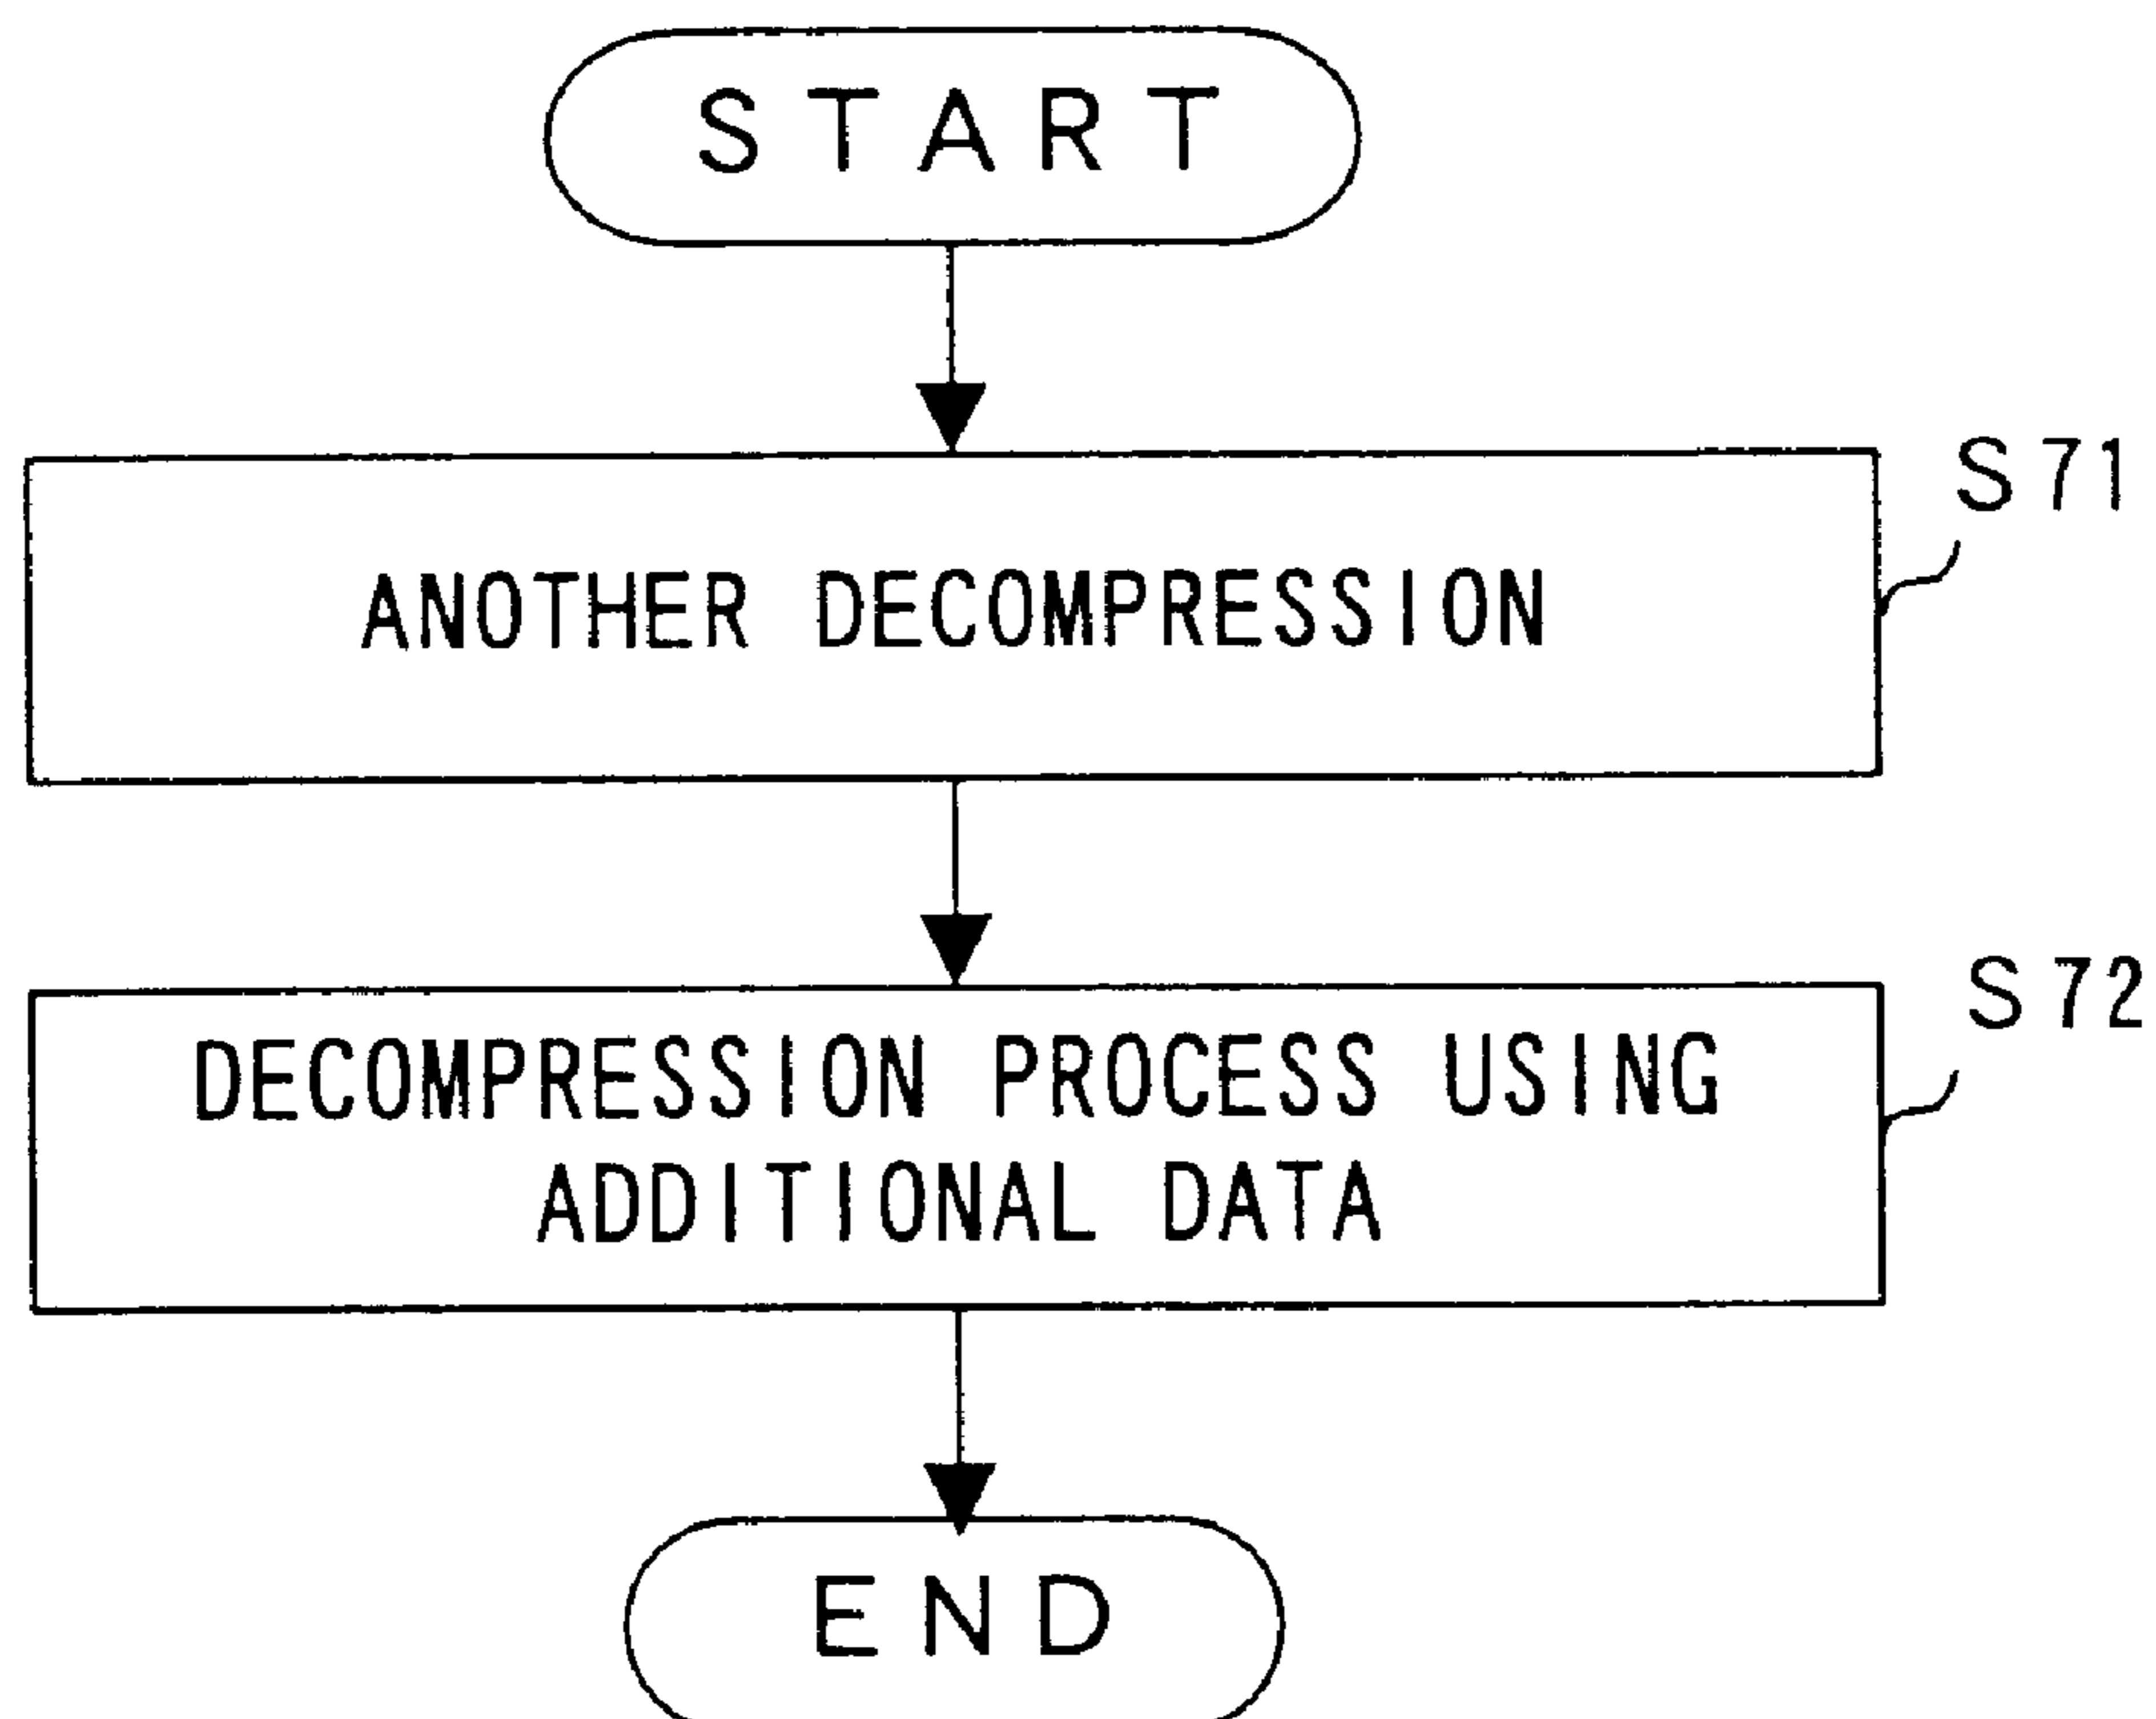 START
S71
ANOTHER DECOMPRESSION
S72
DECOMPRESSION PROCESS USING
ADDITIONAL DATA
END